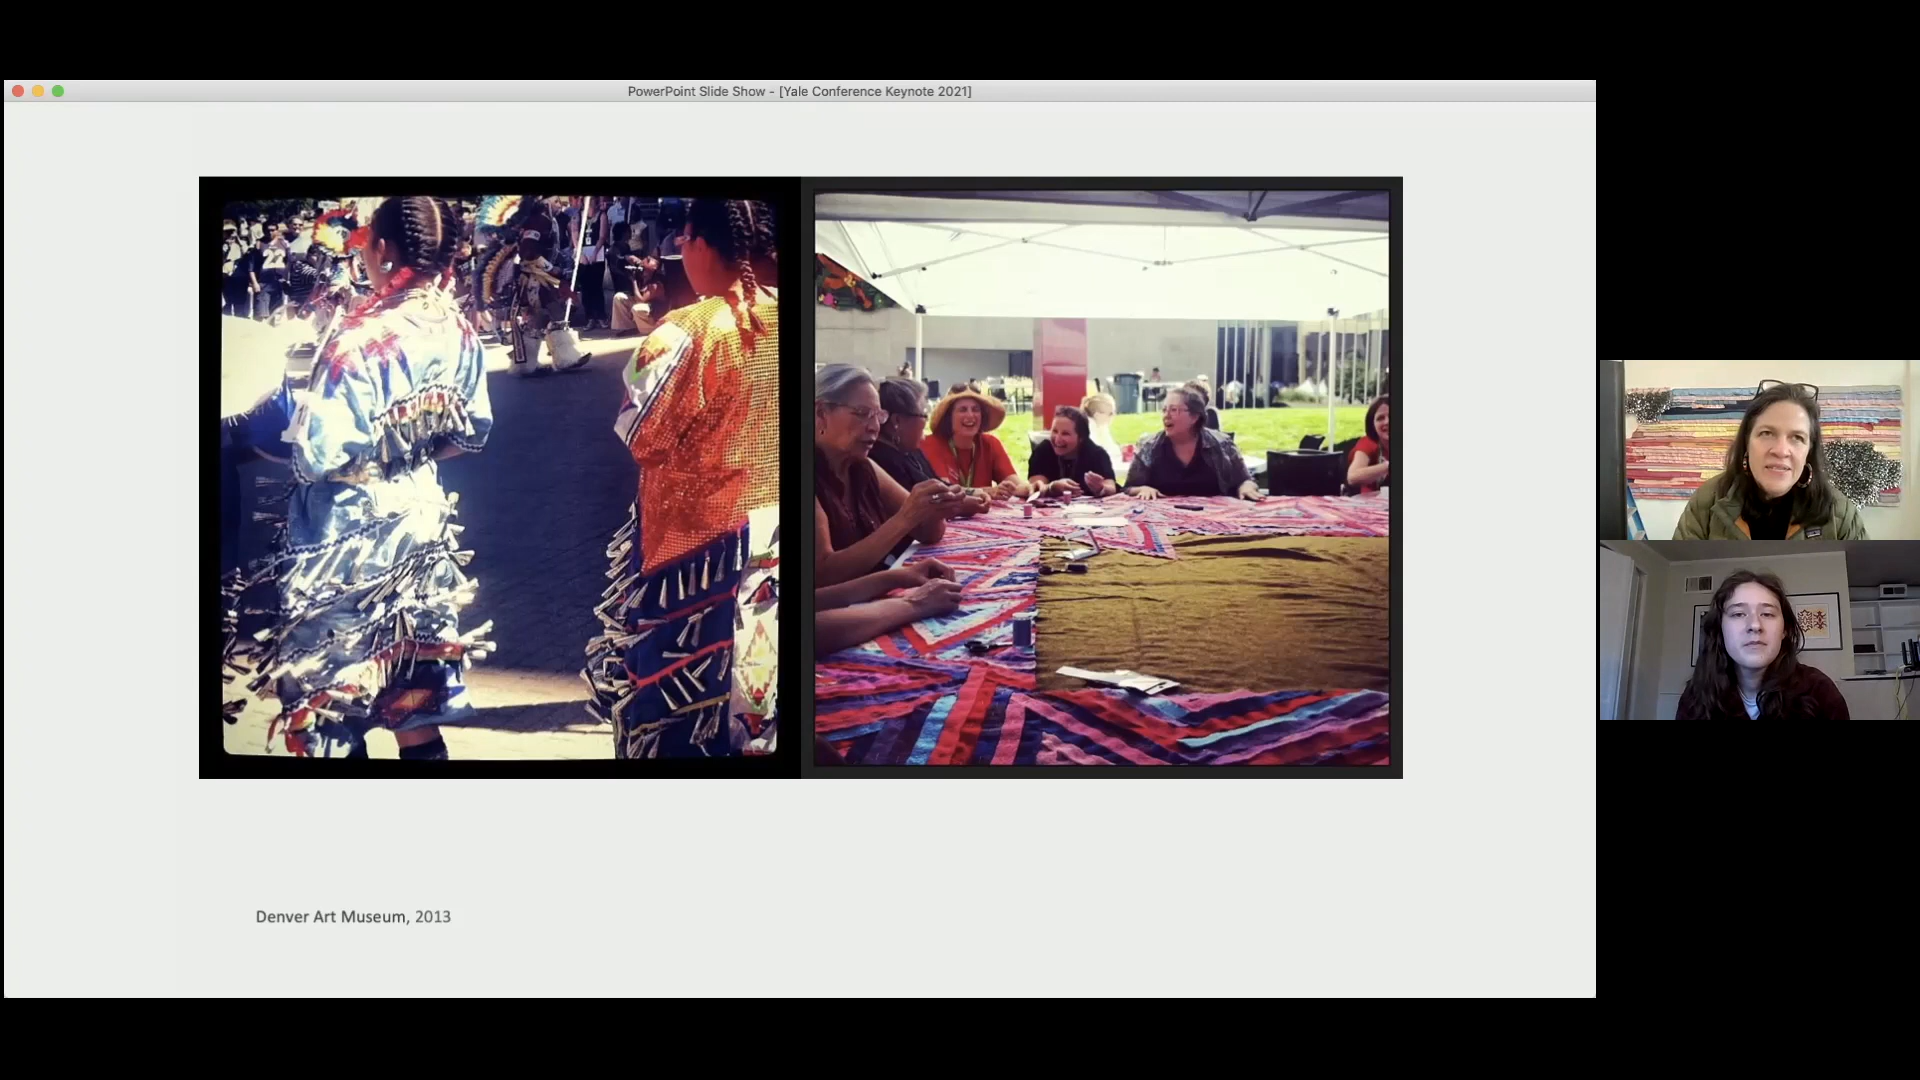 PowerPoint Slide Show - [Yale Conference Keynote 2021]
Denver Art Museum, 2013